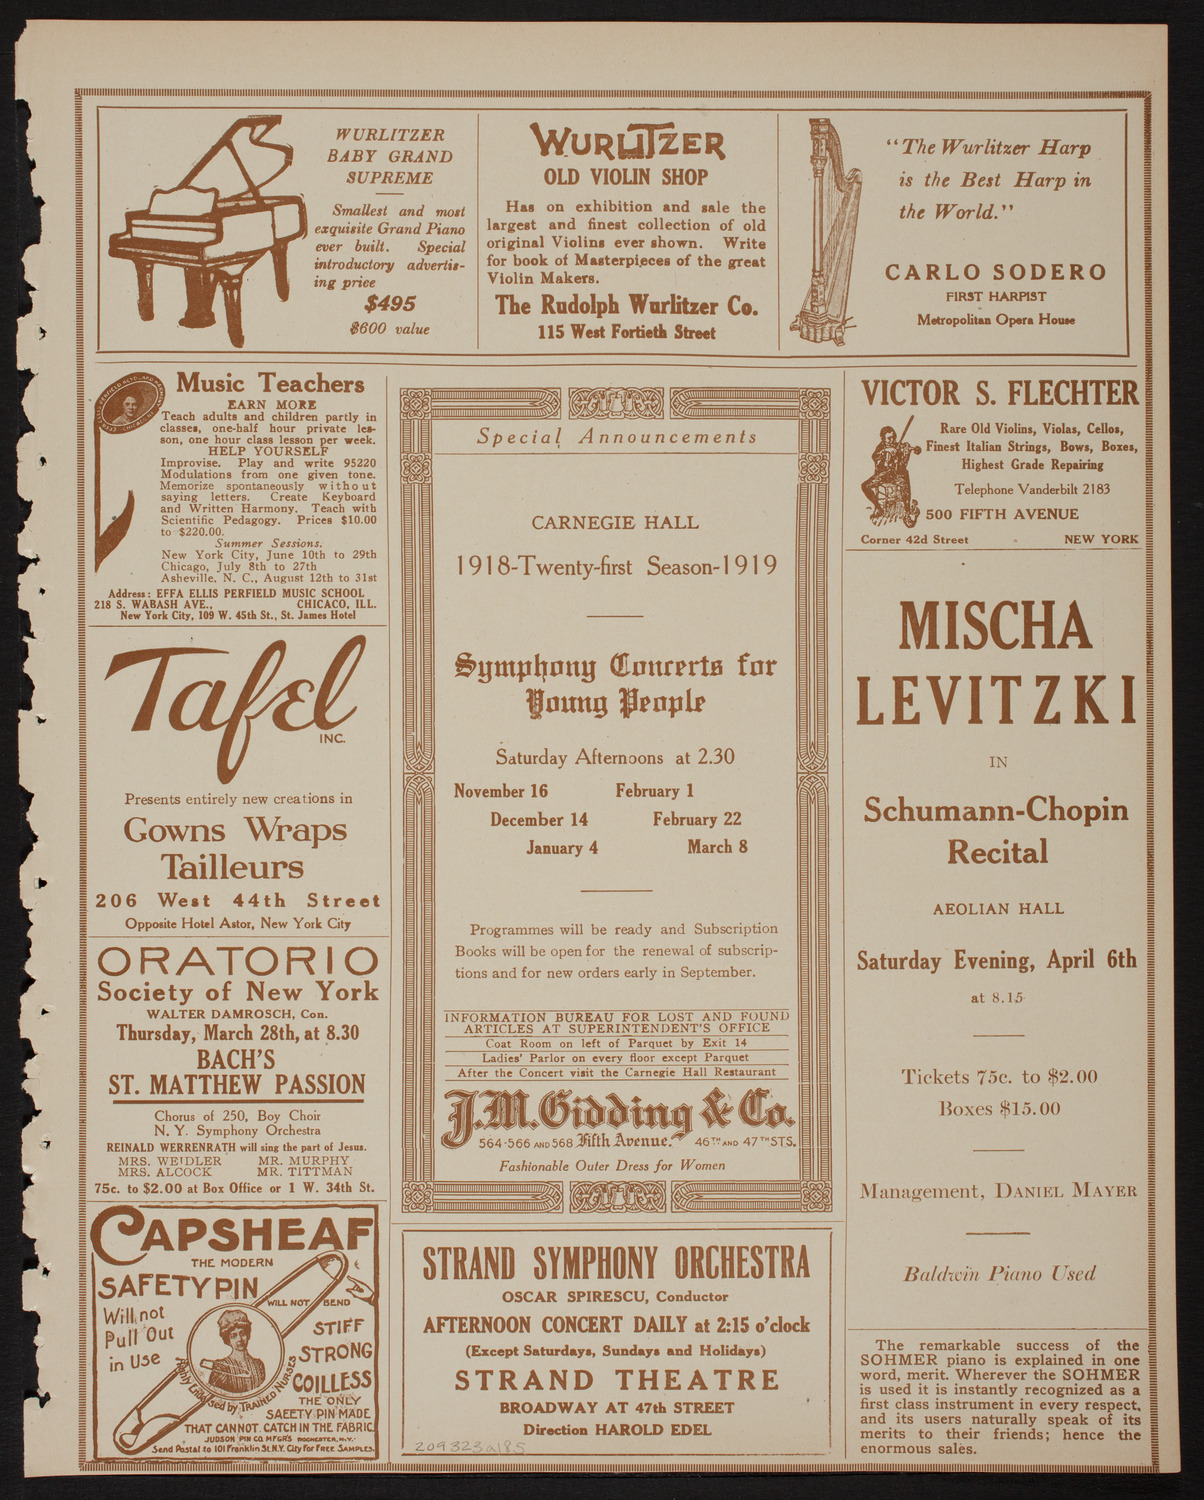 WURLITZER
BABY GRAND
SUPREME
Smallest and most
exquisite Grand Piano
ever built. Special
introductory advertis-
ing price
$495
$600 value
WURLITZER
OLD VIOLIN SHOP
Has on exhibition and sale the
largest and finest collection of old
original Violins ever shown. Write
for book of Masterpieces of the great
Violin Makers.
The Rudolph Wurlitzer Co.
115 West Fortieth Street
"The Wurlitzer Harp
is the Best Harp in
the World."
CARLO SODERO
FIRST HARPIST
Metropolitan Opera House
Music Teachers
EARN MORE
Teach adults and children partly in
classes, one-half hour private les-
son, one hour class lesson per week.
HELP YOURSELF
Improvise. Play and write 95220
Modulations from one given tone.
Memorize spontaneously without
saying letters. Create Keyboard
and Written Harmony. Teach with
Scientific Pedagogy. Prices $10.00
to $220.00.
Summer Sessions.
New York City, June 10th to 29th
Chicago, July 8th to 27th
Asheville, N. C., August 12th to 31st
Address: EFFA ELLIS PERFIELD MUSIC SCHOOL
218 S. WABASH AVE., CHICACO, ILL.
New York City, 109 W. 45th St., St. James Hotel
Tafel
INC.
Presents entirely new creations in
Gowns Wraps
Tailleurs
206 West 44th Street
Opposite Hotel Astor, New York City
ORATORIO
Society of New York
WALTER DAMROSCH, Con.
Thursday, March 28th, at 8.30
BACH'S
ST. MATTHEW PASSION
Chorus of 250, Boy Choir
N. Y. Symphony Orchestra
REINALD WERRENRATH will sing the part of Jesus.
MRS. WEIDLER MR. MURPHY
MRS. ALCOCK MR. TITTMAN
75c. to $2.00 at Box Office or 1 W. 34th St.
CAPSHEAF
THE MODERN
SAFETY PIN
WILL NOT BEND
Will not
Pull Out
in Use
STIFF
STRONG
COILLESS
Highly Endorsed by TRAINED NURSES
THE ONLY
SAFETY PIN MADE
THAT CANNOT CATCH IN THE FABRIC
JUDSON PIN CO. MFGRS ROCHESTER, N.Y.
Send Postal to 101 Franklin St. N.Y. City For FREE SAMPLES.
Special Announcements
CARNEGIE HALL
1918-Twenty-first Season-1919
Symphony Concerts for
Young People
Saturday Afternoons at 2.30
November 16 February 1
December 14 February 22
January 4 March 8
Programmes will be ready and Subscription
Books will be open for the renewal of subscrip-
tions and for new orders early in September.
INFORMATION BUREAU FOR LOST AND FOUND
ARTICLES AT SUPERINTENDENT'S OFFICE
Coat Room on left of Parquet by Exit 14
Ladies' Parlor on every floor except Parquet
After the Concert visit the Carnegie Hall Restaurant
J.M. Gidding & Co.
564-566 AND 568 Fifth Avenue. 46TH AND 47TH STS.
Fashionable Outer Dress for Women
STRAND SYMPHONY ORCHESTRA
OSCAR SPIRESCU, Conductor
AFTERNOON CONCERT DAILY at 2:15 o'clock
(Except Saturdays, Sundays and Holidays)
STRAND THEATRE
BROADWAY AT 47th STREET
Direction HAROLD EDEL
209323a185
VICTOR S. FLECHTER
Rare Old Violins, Violas, Cellos,
Finest Italian Strings, Bows, Boxes,
Highest Grade Repairing
Telephone Vanderbilt 2183
500 FIFTH AVENUE
Corner 42d Street NEW YORK
MISCHA
LEVITZKI
IN
Schumann-Chopin
Recital
AEOLIAN HALL
Saturday Evening, April 6th
at 8.15
Tickets 75c. to $2.00
Boxes $15.00
Management, DANIEL MAYER
Baldwin Piano Used
The remarkable success of the
SOHMER piano is explained in one
word, merit. Wherever the SOHMER
is used it is instantly recognized as a
first class instrument in every respect,
and its users naturally speak of its
merits to their friends; hence the
enormous sales.